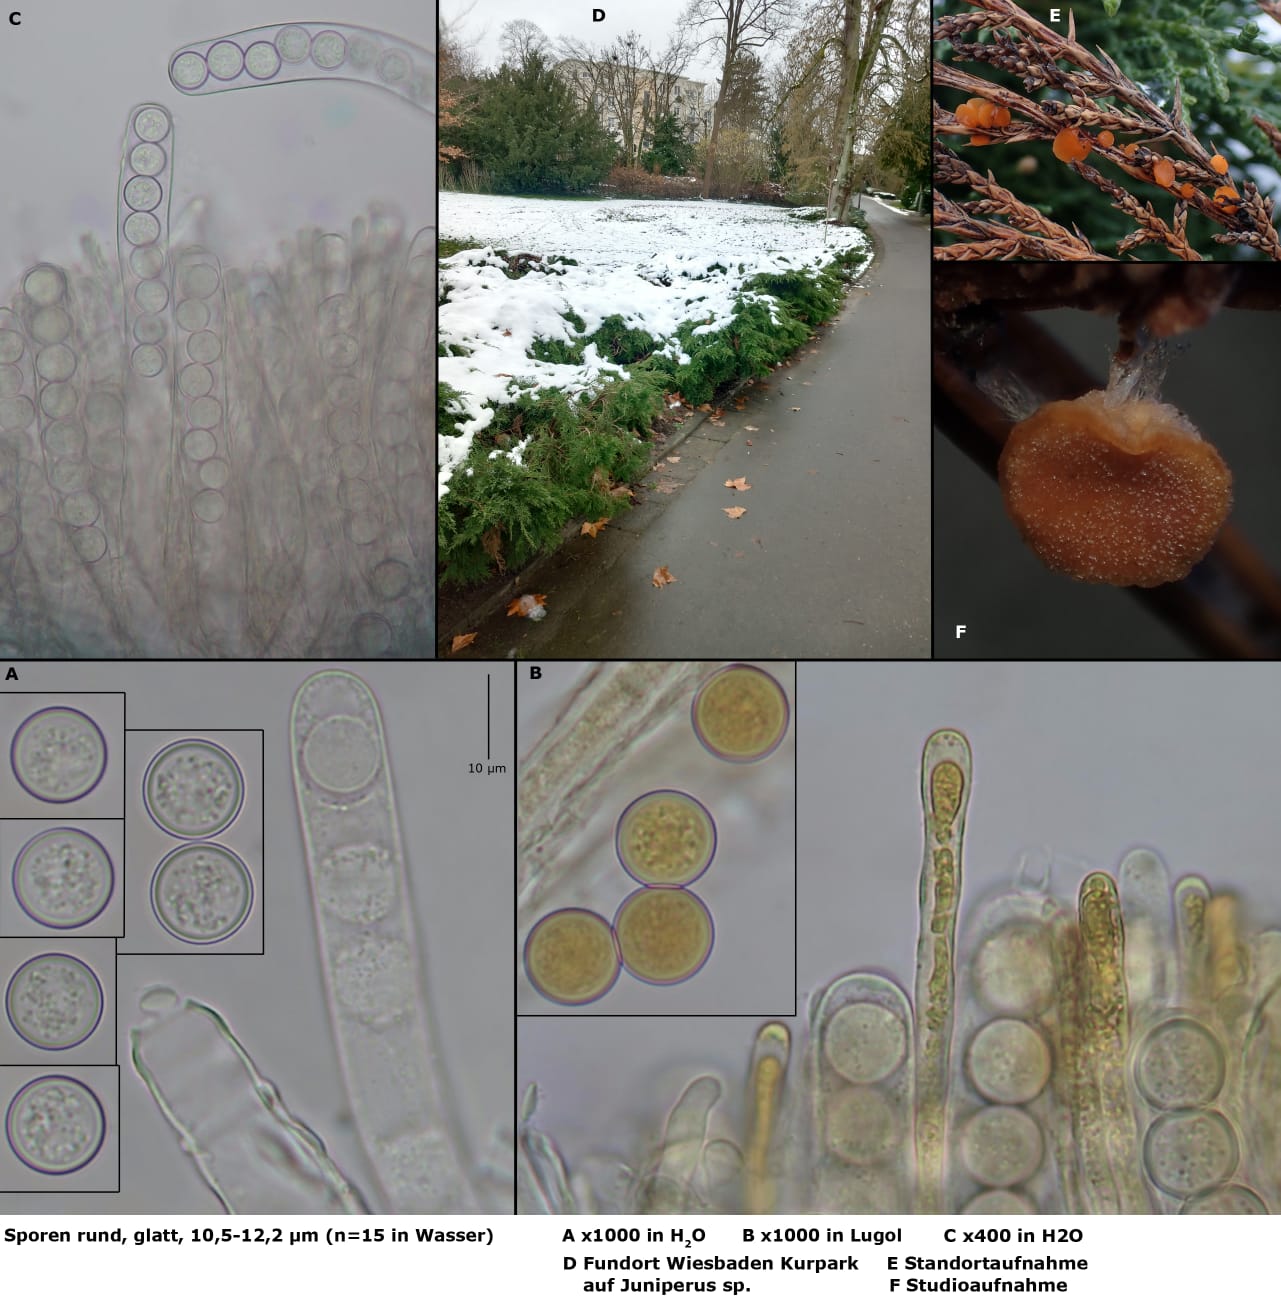 C
D
E
F
A
B
10 µm
Sporen rund, glatt, 10,5-12,2 µm (n=15 in Wasser)
A x1000 in H2O
B x1000 in Lugol
C x400 in H2O
D Fundort Wiesbaden Kurpark
auf Juniperus sp.
E Standortaufnahme
F Studioaufnahme